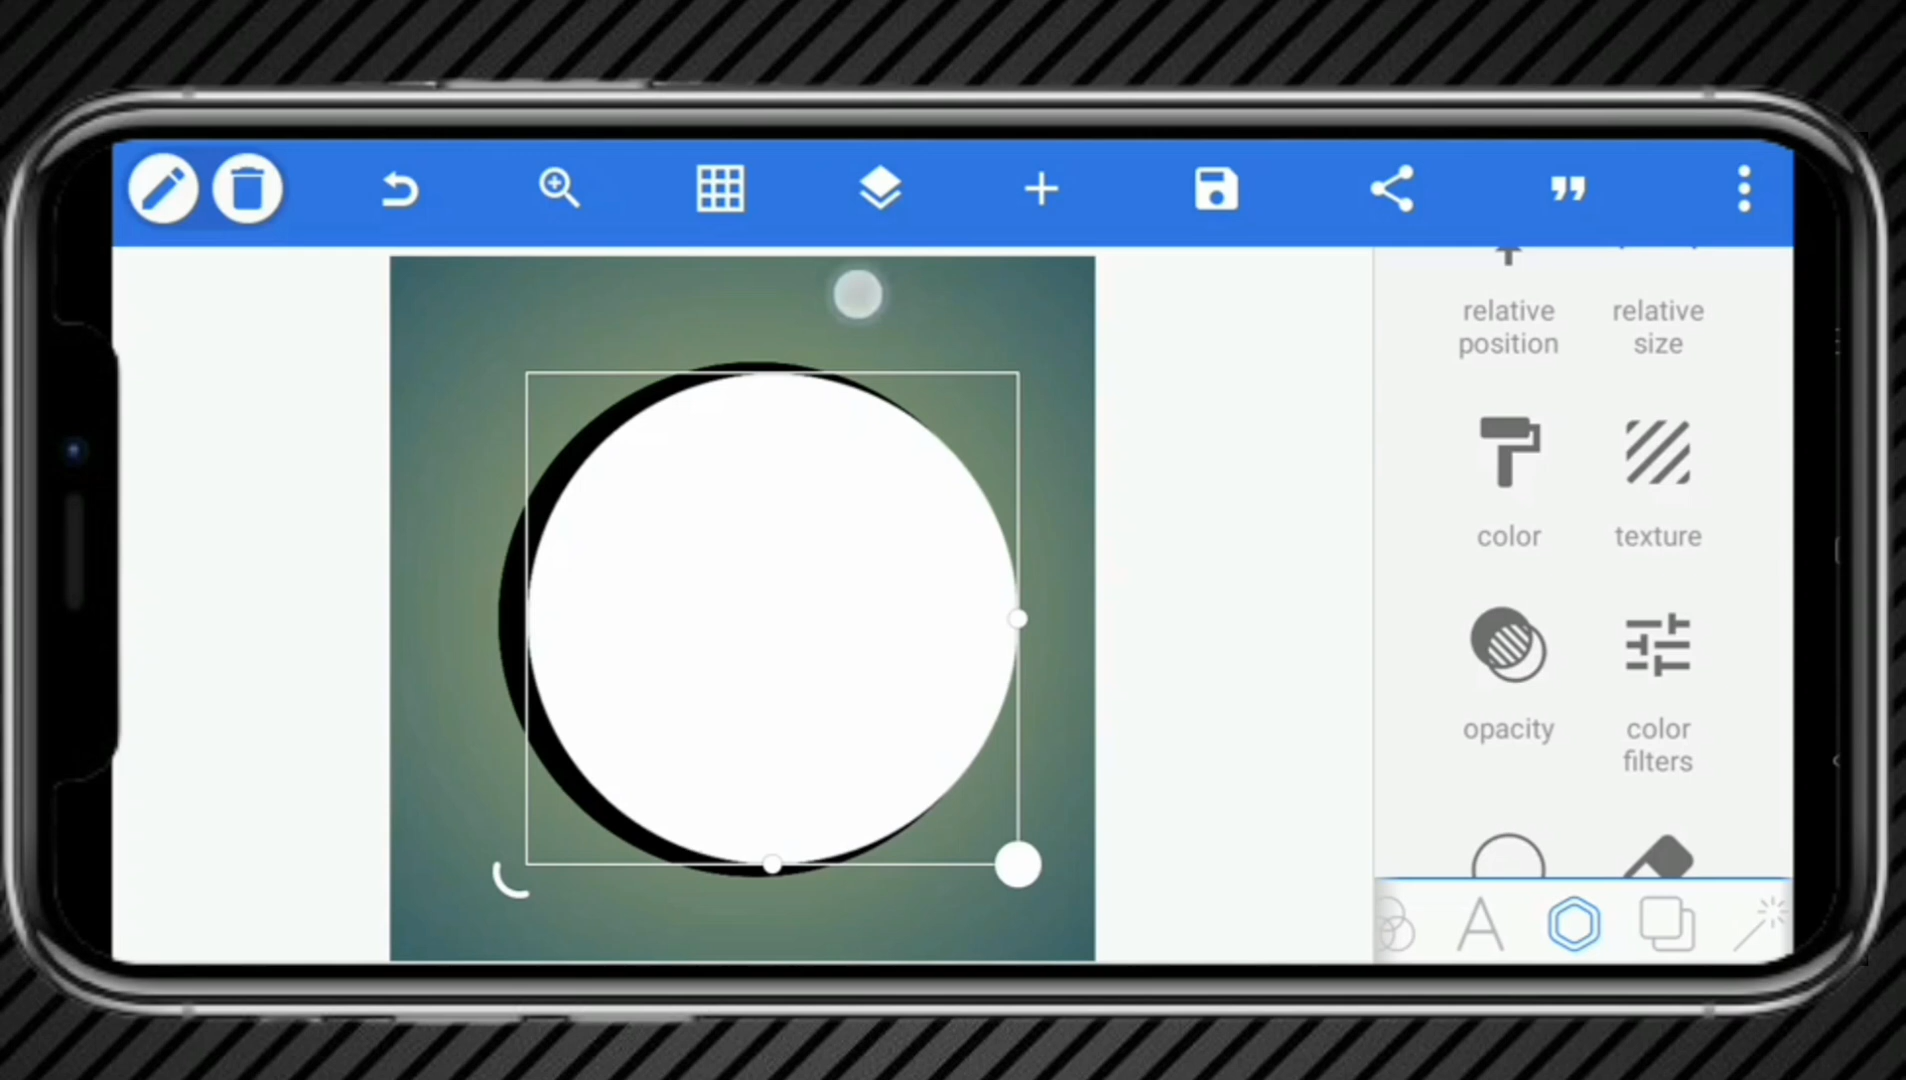 relative
position
relative
size
color
texture
opacity
color
filters